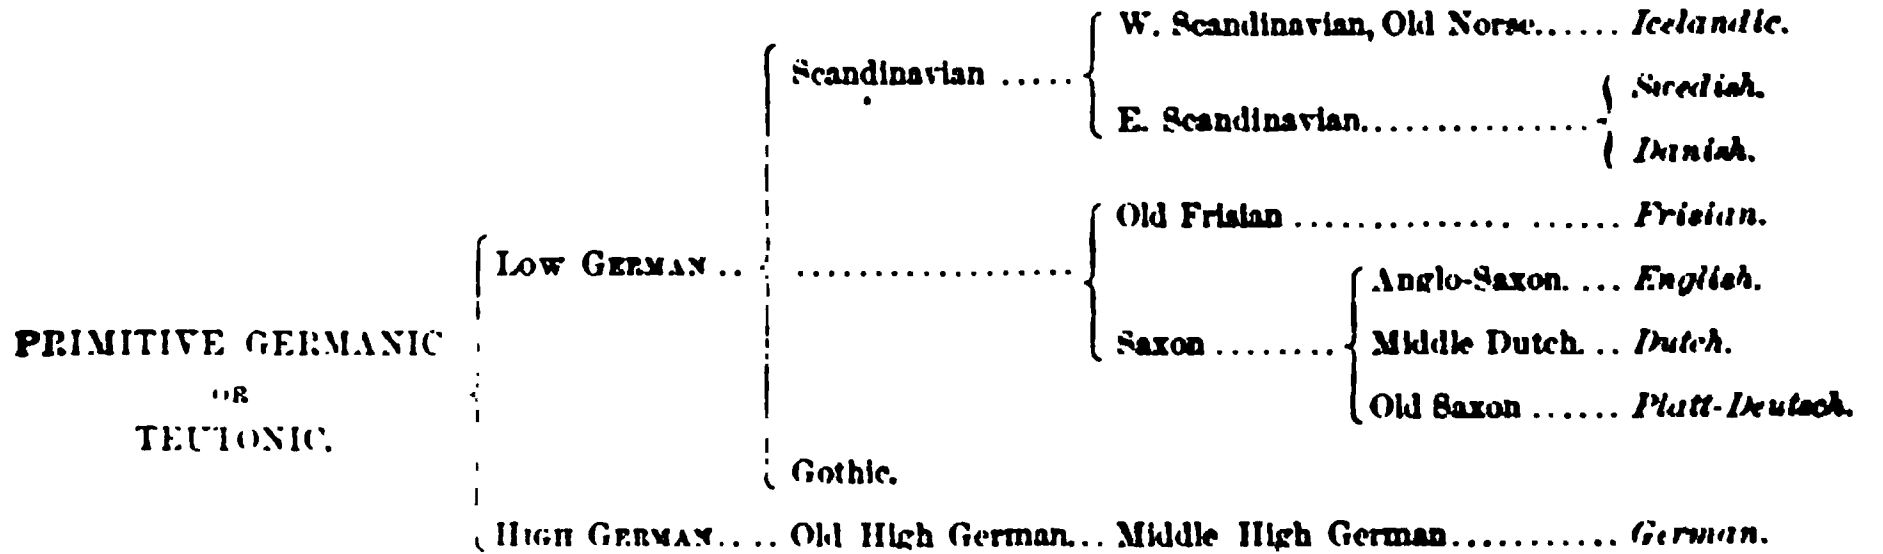 W. Scandinavian, Old Norse...... Icelandic.
Scandinavian .....
Swedish.
E. Scandinavian...............
Danish.
Old Frisian .............. ...... Frisian.
LOW GERMAN .. ......................
Anglo-Saxon. ... English.
PRIMITIVE GERMANIC
Saxon ........ Middle Dutch... Dutch.
OR
Old Saxon ...... Platt-Deutsch.
TEUTONIC.
Gothic.
HIGH GERMAN.... Old High German... Middle High German........... German.